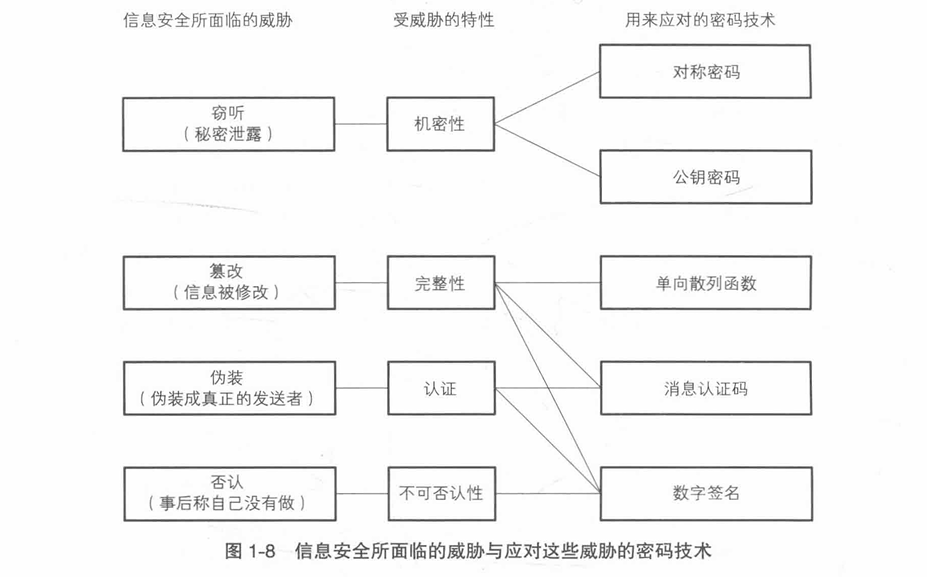 信息安全所面临的威胁
受威胁的特性
用来应对的密码技术
对称密码
窃听
（秘密泄露）
机密性
公钥密码
篡改
（信息被修改）
完整性
单向散列函数
伪装
（伪装成真正的发送者）
认证
消息认证码
否认
（事后称自己没有做）
不可否认性
数字签名
图 1-8 信息安全所面临的威胁与应对这些威胁的密码技术